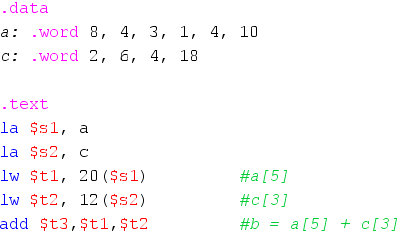 .data
a: .word 8, 4, 3, 1, 4, 10
c: .word 2, 6, 4, 18
.text
la $s1, a
la $s2, c
lw $t1, 20($s1) #a[5]
lw $t2, 12($s2) #c[3]
add $t3,$t1,$t2 #b = a[5] + c[3]